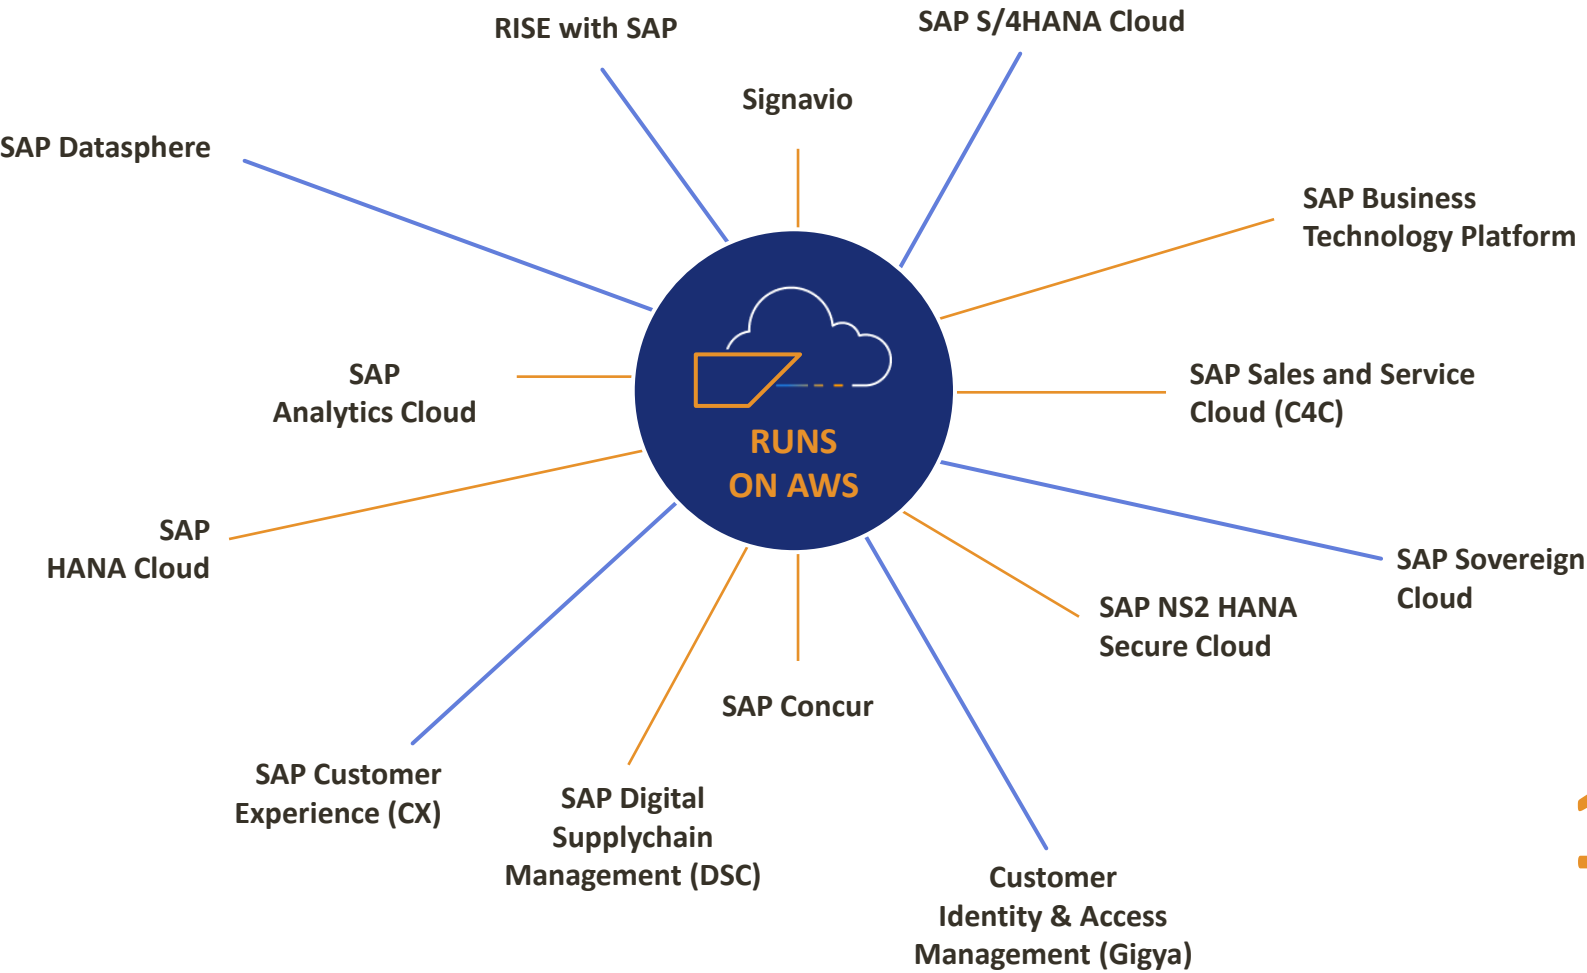 RISE with SAP
SAP S/4HANA Cloud
Signavio
SAP Datasphere
SAP Business
Technology Platform
SAP
Analytics Cloud
SAP Sales and Service
Cloud (C4C)
RUNS
ON AWS
SAP
HANA Cloud
SAP Sovereign
Cloud
SAP NS2 HANA
Secure Cloud
SAP Concur
SAP Customer
Experience (CX)
SAP Digital
Supplychain
Management (DSC)
Customer
Identity & Access
Management (Gigya)